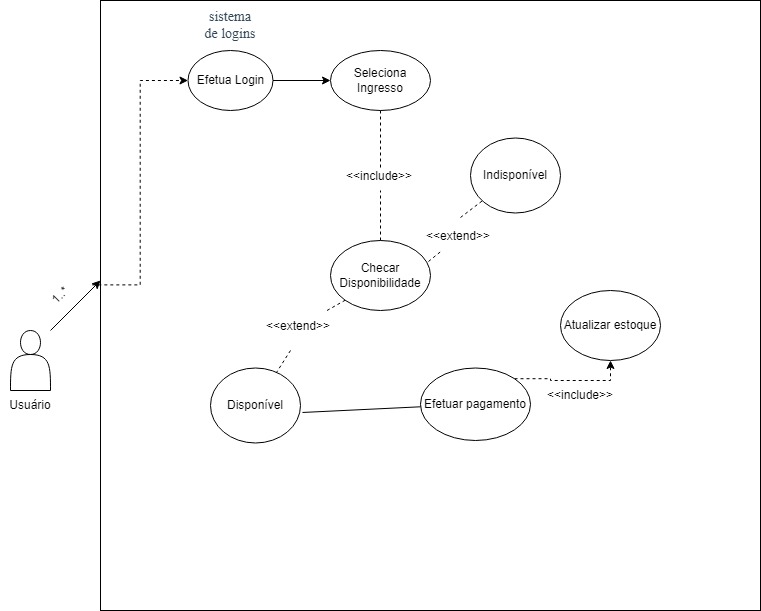 sistema
de logins
Efetua Login
Seleciona
Ingresso
<<include>>
Indisponível
<<extend>>
Checar
Disponibilidade
1..*
<<extend>>
Atualizar estoque
Usuário
Disponível
Efetuar pagamento
<<include>>